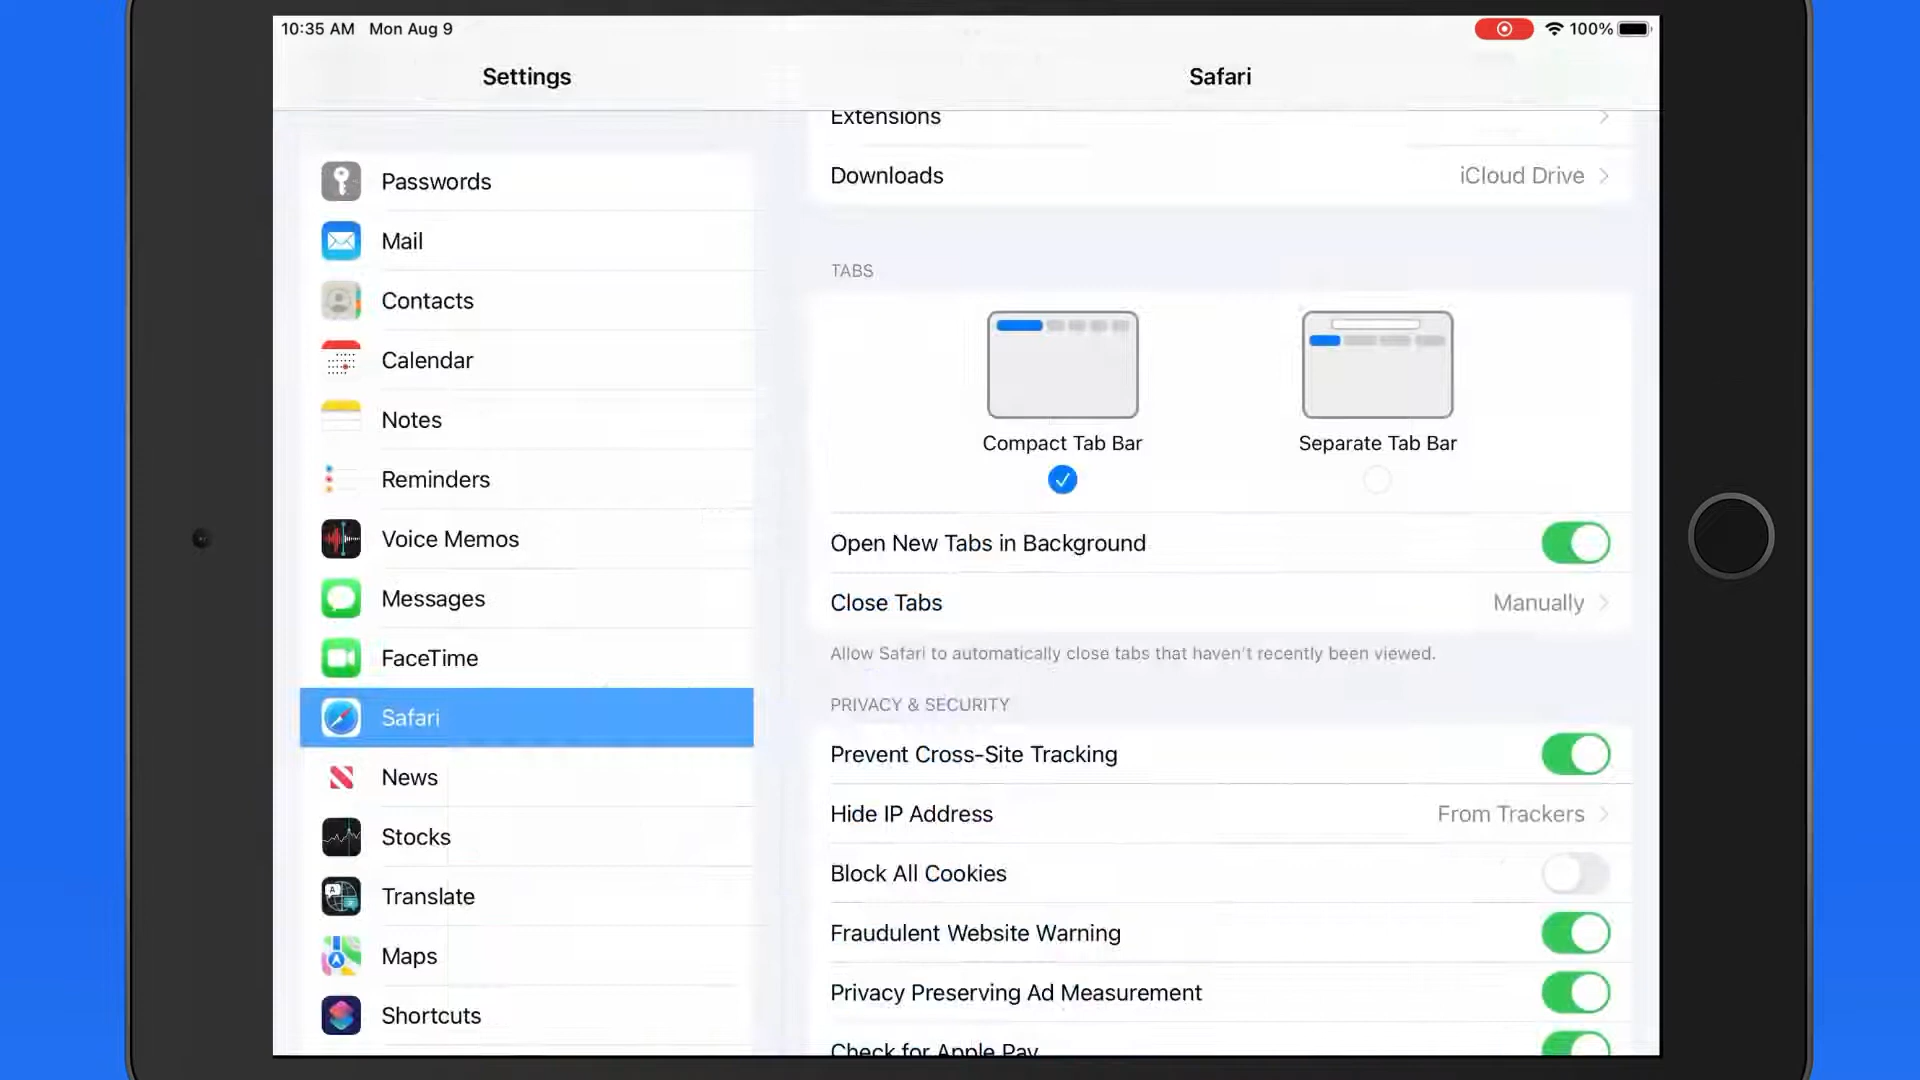 10:35 AM Mon Aug 9
100%
Settings
Safari
Passwords
Mail
Contacts
Calendar
Notes
Reminders
Voice Memos
Messages
FaceTime
Safari
News
Stocks
Translate
Maps
Shortcuts
Extensions
Downloads iCloud Drive
TABS
Compact Tab Bar
Separate Tab Bar
Open New Tabs in Background
Close Tabs Manually
Allow Safari to automatically close tabs that haven't recently been viewed.
PRIVACY & SECURITY
Prevent Cross-Site Tracking
Hide IP Address From Trackers
Block All Cookies
Fraudulent Website Warning
Privacy Preserving Ad Measurement
Check for Apple Pay